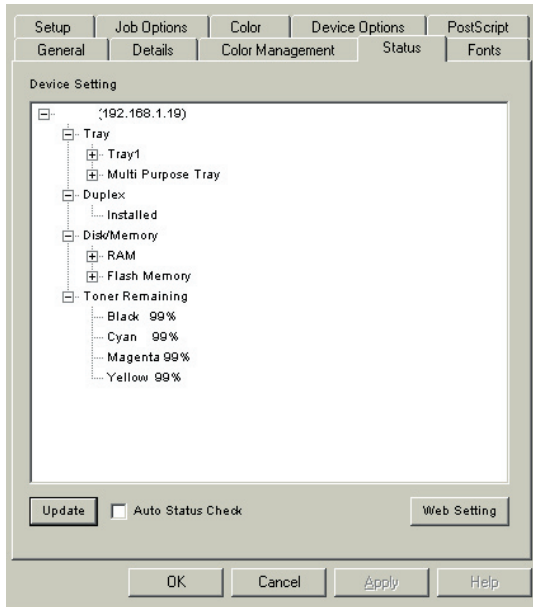 Setup Job Options Color Device Options PostScript
General Details Color Management Status Fonts
Device Setting
(192.168.1.19)
Tray
Tray1
Multi Purpose Tray
Duplex
Installed
Disk/Memory
RAM
Flash Memory
Toner Remaining
Black 99%
Cyan 99%
Magenta 99%
Yellow 99%
Update Auto Status Check Web Setting
OK Cancel Apply Help